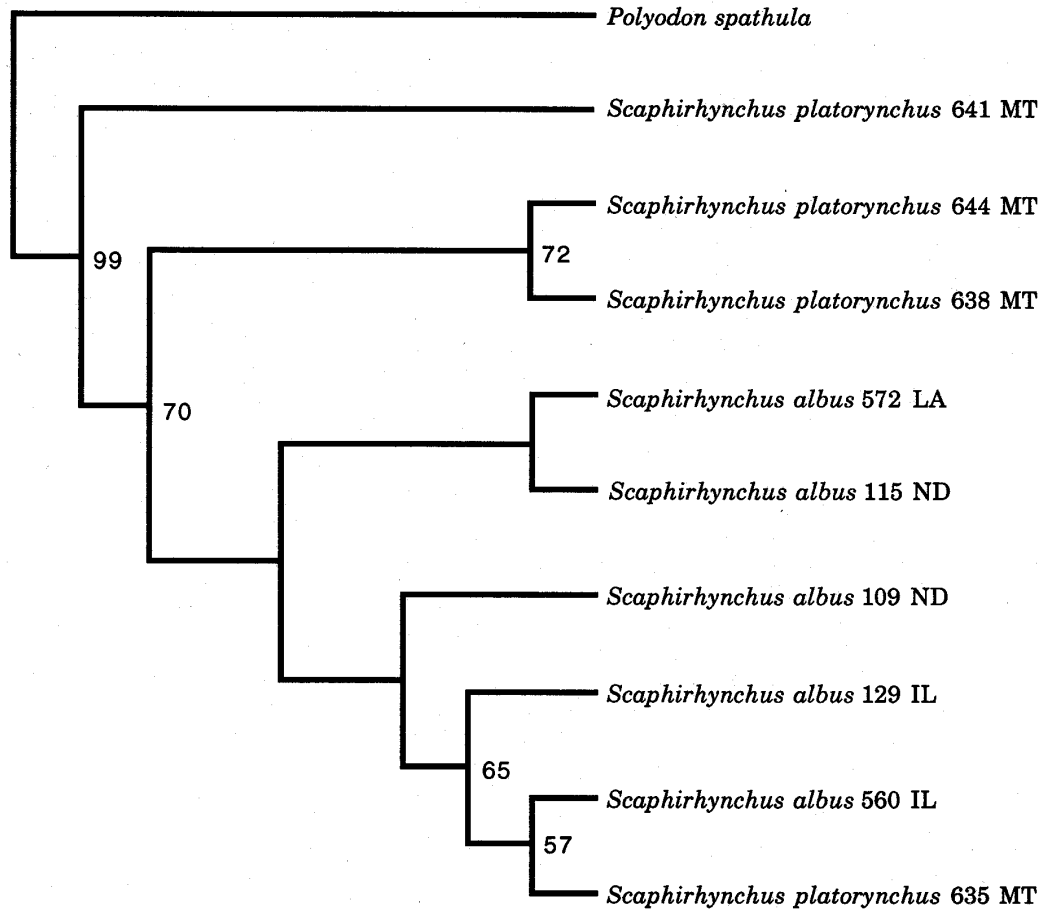 Polyodon spathula
Scaphirhynchus platorynchus 641 MT
Scaphirhynchus platorynchus 644 MT
99
72
Scaphirhynchus platorynchus 638 MT
Scaphirhynchus albus 572 LA
70
Scaphirhynchus albus 115 ND
Scaphirhynchus albus 109 ND
Scaphirhynchus albus 129 IL
65
Scaphirhynchus albus 560 IL
57
Scaphirhynchus platorynchus 635 MT